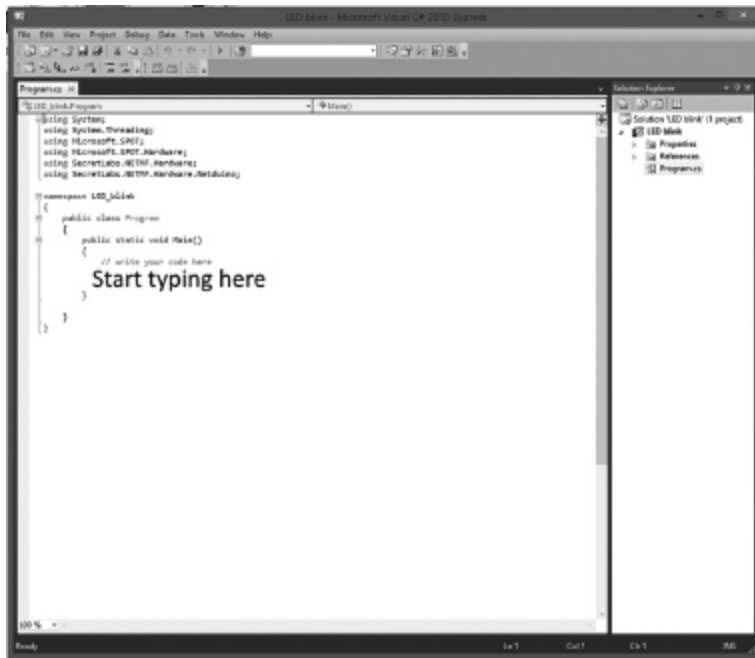 LED blink - Microsoft Visual C# 2010 Express
File Edit View Project Debug Data Tools Window Help
Program.cs
LED_blink.Program
Main()
using System;
using System.Threading;
using Microsoft.SPOT;
using Microsoft.SPOT.Hardware;
using SecretLabs.NETMF.Hardware;
using SecretLabs.NETMF.Hardware.Netduino;
namespace LED_blink
{
public class Program
{
public static void Main()
{
// write your code here
Start typing here
}
}
}
100 %
Solution Explorer
Solution 'LED blink' (1 project)
LED blink
Properties
References
Program.cs
Ready
Ln 1
Col 1
Ch 1
INS